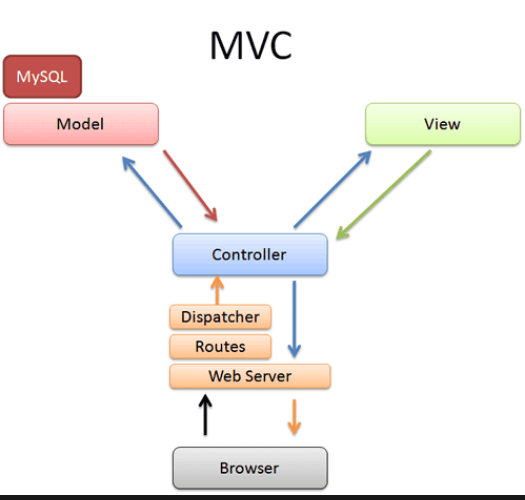 MVC
MySQL
Model
View
Controller
Dispatcher
Routes
Web Server
Browser